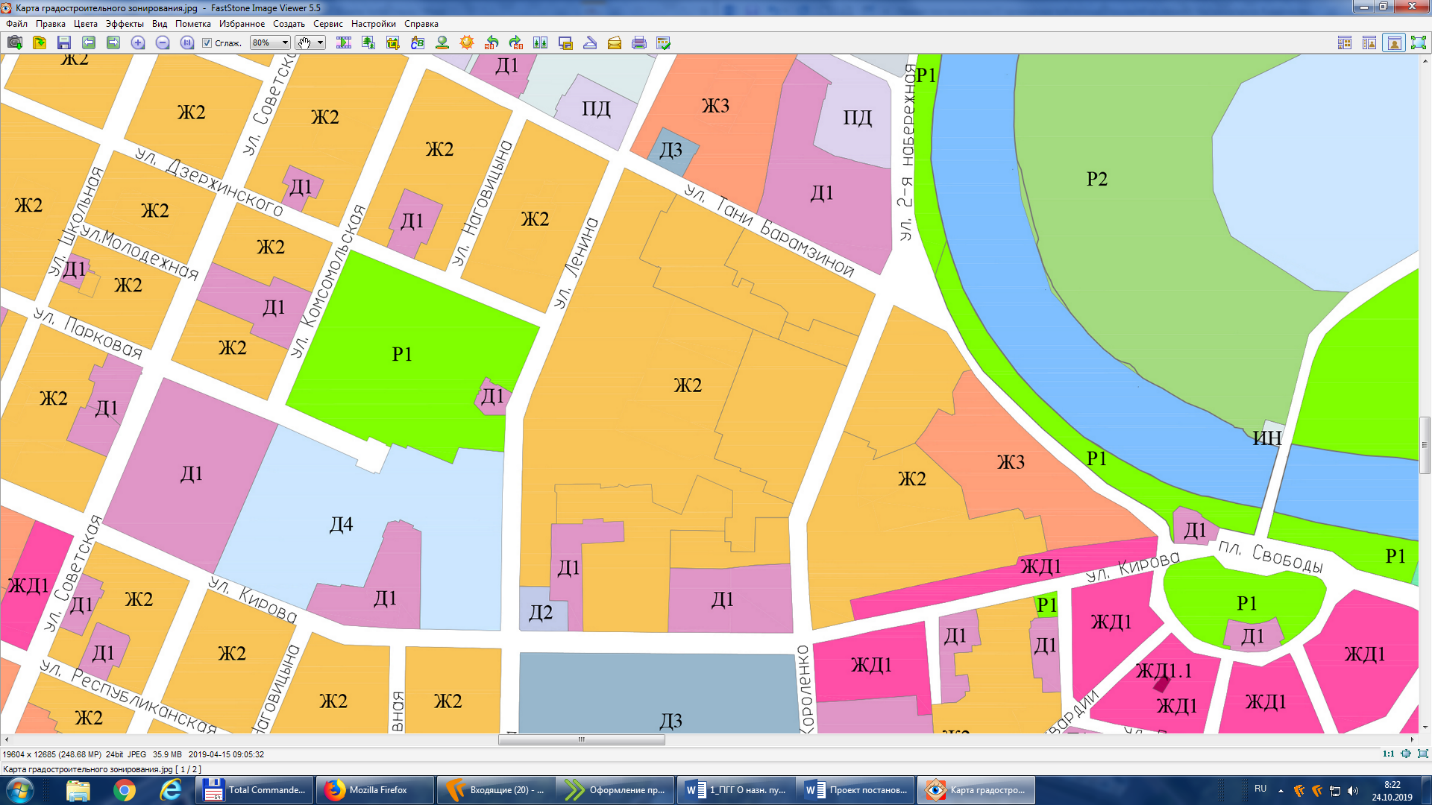 Карта градостроительного зонирования.jpg - FastStone Image Viewer 5.5
Файл Правка Цвета Эффекты Вид Пометка Избранное Создать Сервис Настройки Справка
Сглаж. 80%
Ж2
Д1
ПД
Ж3
ПД
Р1
Ж2
ул. Советская
Ж2
Ж2
Д3
ул. 2-я набережная
Р2
ул. Дзержинского
Д1
Д1
ул. Наговицына
Ж2
ул. Тани Барамзиной
Д1
Ж2
ул. Школьная
Ж2
Ж2
ул. Комсомольская
ул. Ленина
ул.Молодежная
Д1
Ж2
Д1
ул. Парковая
Ж2
Р1
Д1
Ж2
Ж2
Д1
Ж2
Ж3
Р1
ИН
Д1
Д4
Ж2
Д1
пл. Свободы
Р1
ул. Советская
ЖД1
Д1
Ж2
ул. Кирова
Д1
Д1
Д2
Д1
ЖД1
ул. Кирова
Р1
Р1
Д1
Д1
Д1
ЖД1
Д1
Ж2
ул. Республиканская
Наговицына
Ж2
вная
Ж2
Д3
Короленко
ЖД1
ЖД1.1
ЖД1
ЖД1
ЖД1
Ж2
вардии
Ж2
19604 x 12685 (248.68 MP) 24bit JPEG 35.9 MB 2019-04-15 09:05:32
1:1
Карта градостроительного зонирования.jpg [ 1 / 2 ]
Total Commande... Mozilla Firefox Входящие (20) - ... Оформление пр... 1_ПГГ О назн. пу... Проект постанов... Карта градостро...
RU
8:22
24.10.2019